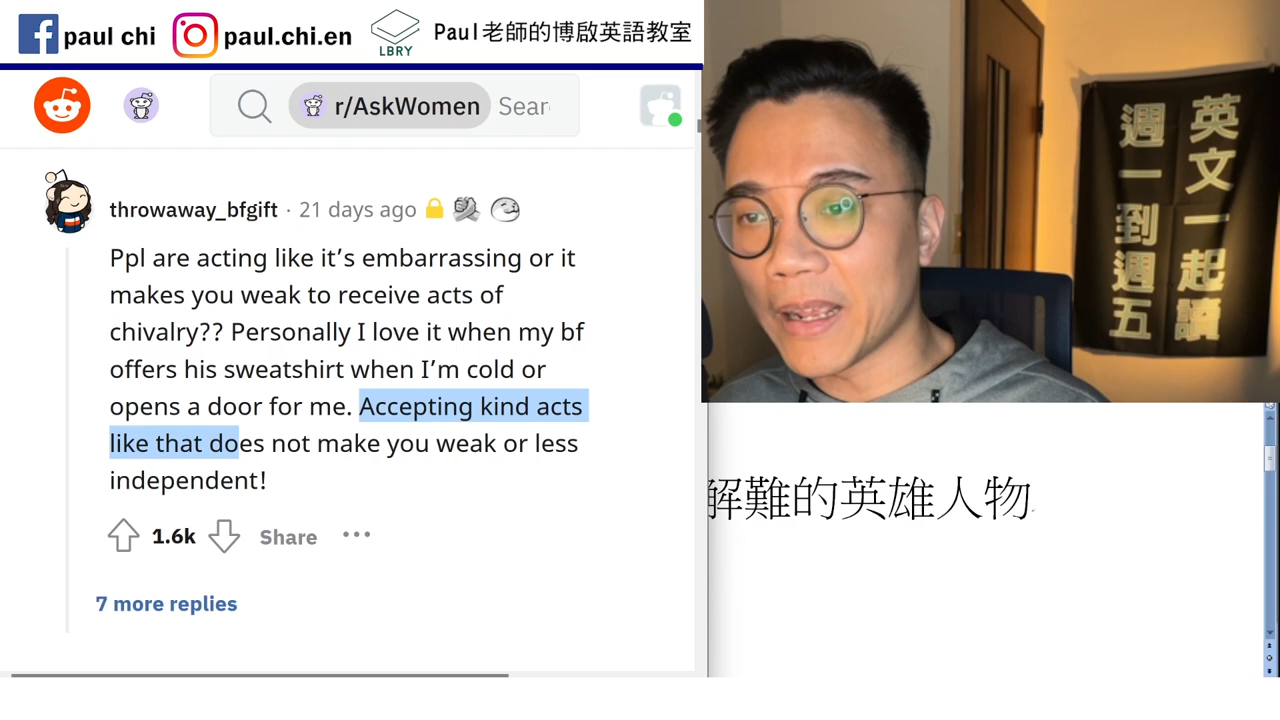 paul chi
paul.chi.en
LBRY
Paul老師的博啟英語教室
r/AskWomen
Sear
throwaway_bfgift · 21 days ago
Ppl are acting like it’s embarrassing or it
makes you weak to receive acts of
chivalry?? Personally I love it when my bf
offers his sweatshirt when I’m cold or
opens a door for me. Accepting kind acts
like that does not make you weak or less
independent!
1.6k
Share
7 more replies
英文一起讀
週一到週五
解難的英雄人物